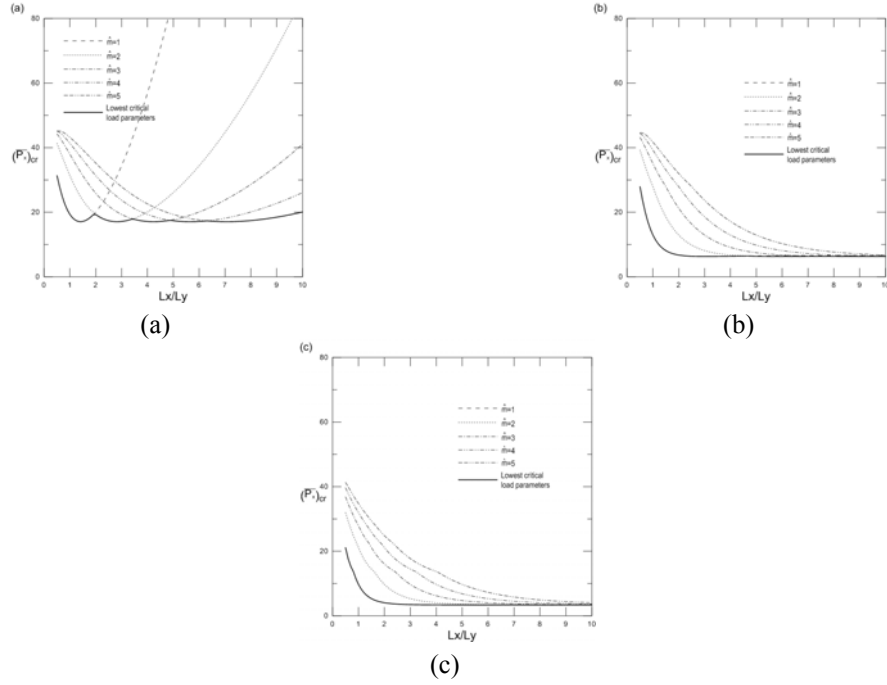 (a)
80
60
40
20
0
(P̄ₓ)cr
m̂=1
m̂=2
m̂=3
m̂=4
m̂=5
Lowest critical
load parameters
0 1 2 3 4 5 6 7 8 9 10
Lx/Ly
(a)
(b)
80
60
40
20
0
(P̄ₓ)cr
m̂=1
m̂=2
m̂=3
m̂=4
m̂=5
Lowest critical
load parameters
0 1 2 3 4 5 6 7 8 9 10
Lx/Ly
(b)
(c)
80
60
40
20
0
(P̄ₓ)cr
m̂=1
m̂=2
m̂=3
m̂=4
m̂=5
Lowest critical
load parameters
0 1 2 3 4 5 6 7 8 9 10
Lx/Ly
(c)